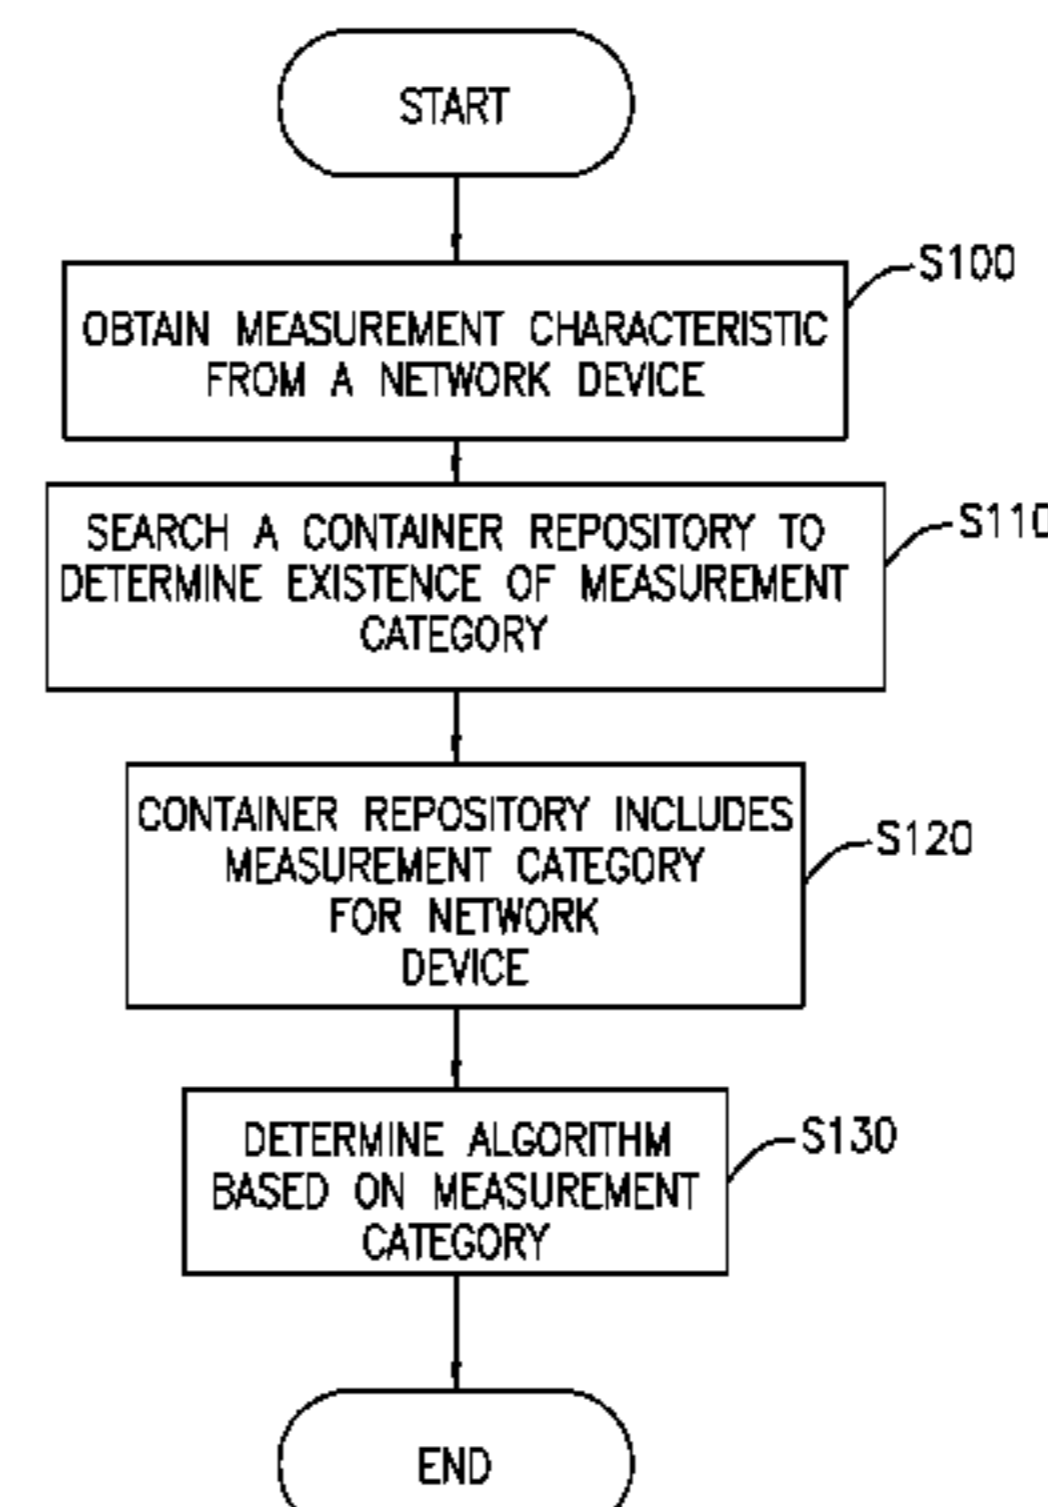 START
S100
OBTAIN MEASUREMENT CHARACTERISTIC
FROM A NETWORK DEVICE
S110
SEARCH A CONTAINER REPOSITORY TO
DETERMINE EXISTENCE OF MEASUREMENT
CATEGORY
CONTAINER REPOSITORY INCLUDES
MEASUREMENT CATEGORY
FOR NETWORK
DEVICE
S120
DETERMINE ALGORITHM
BASED ON MEASUREMENT
CATEGORY
S130
END